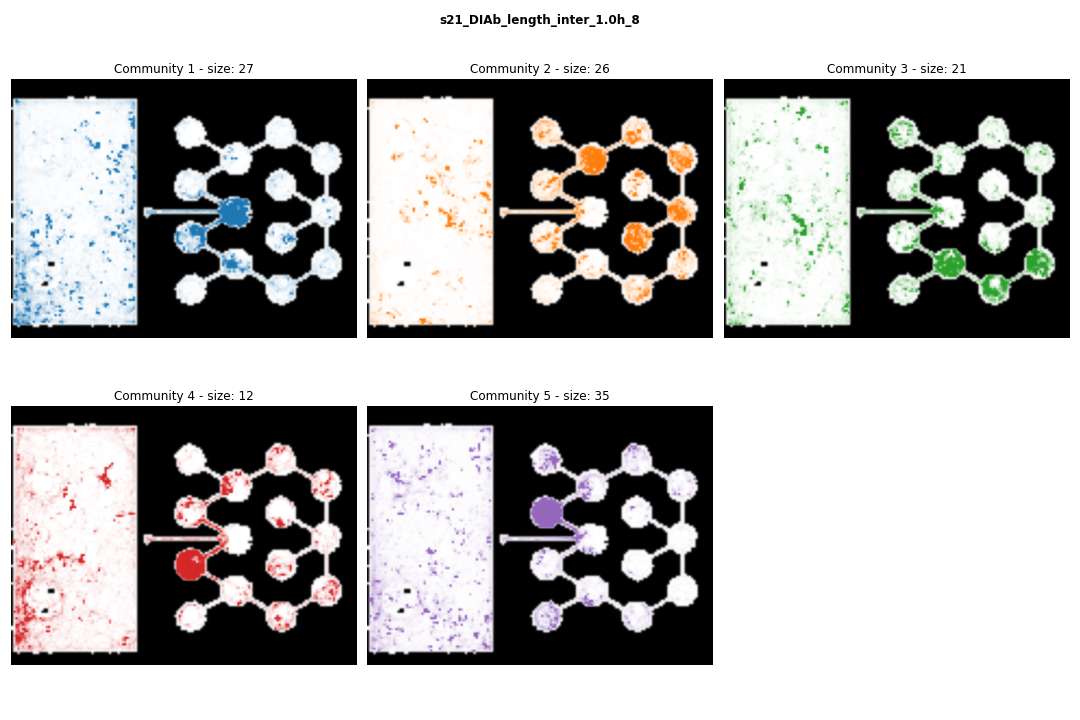 s21_DIAb_length_inter_1.0h_8
Community 1 - size: 27
Community 2 - size: 26
Community 3 - size: 21
Community 4 - size: 12
Community 5 - size: 35